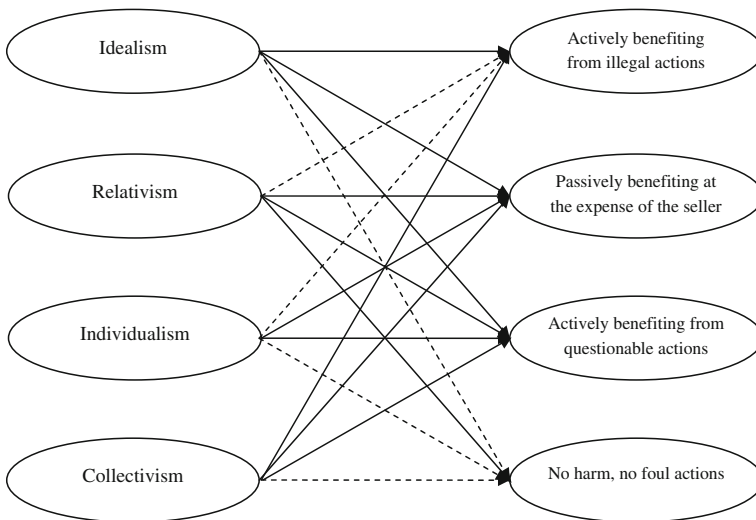 Idealism
Actively benefiting
from illegal actions
Relativism
Passively benefiting at
the expense of the seller
Individualism
Actively benefiting from
questionable actions
Collectivism
No harm, no foul actions